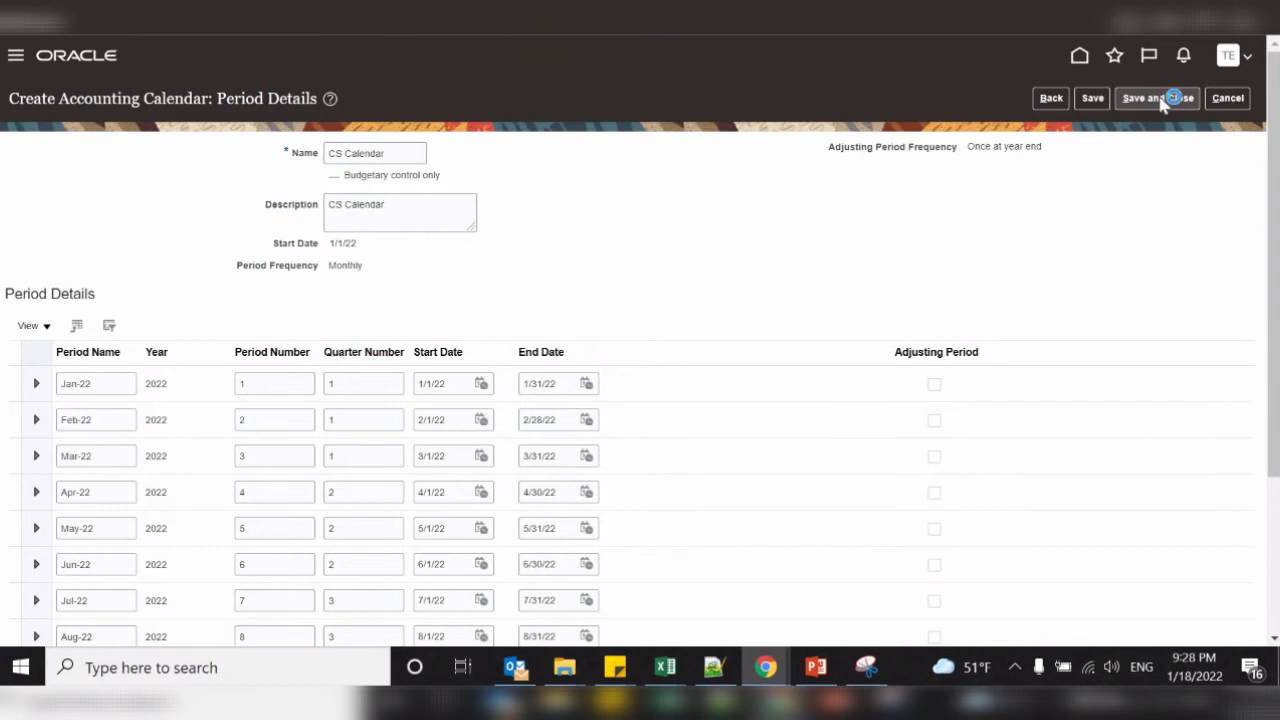 ORACLE
TE
Create Accounting Calendar: Period Details
Back
Save
Save and Close
Cancel
* Name CS Calendar
Budgetary control only
Description CS Calendar
Start Date 1/1/22
Period Frequency Monthly
Adjusting Period Frequency Once at year end
Period Details
View
Period Name Year Period Number Quarter Number Start Date End Date Adjusting Period
Jan-22 2022 1 1 1/1/22 1/31/22
Feb-22 2022 2 1 2/1/22 2/28/22
Mar-22 2022 3 1 3/1/22 3/31/22
Apr-22 2022 4 2 4/1/22 4/30/22
May-22 2022 5 2 5/1/22 5/31/22
Jun-22 2022 6 2 6/1/22 6/30/22
Jul-22 2022 7 3 7/1/22 7/31/22
Aug-22 2022 8 3 8/1/22 8/31/22
Type here to search
51°F
ENG
9:28 PM
1/18/2022
16